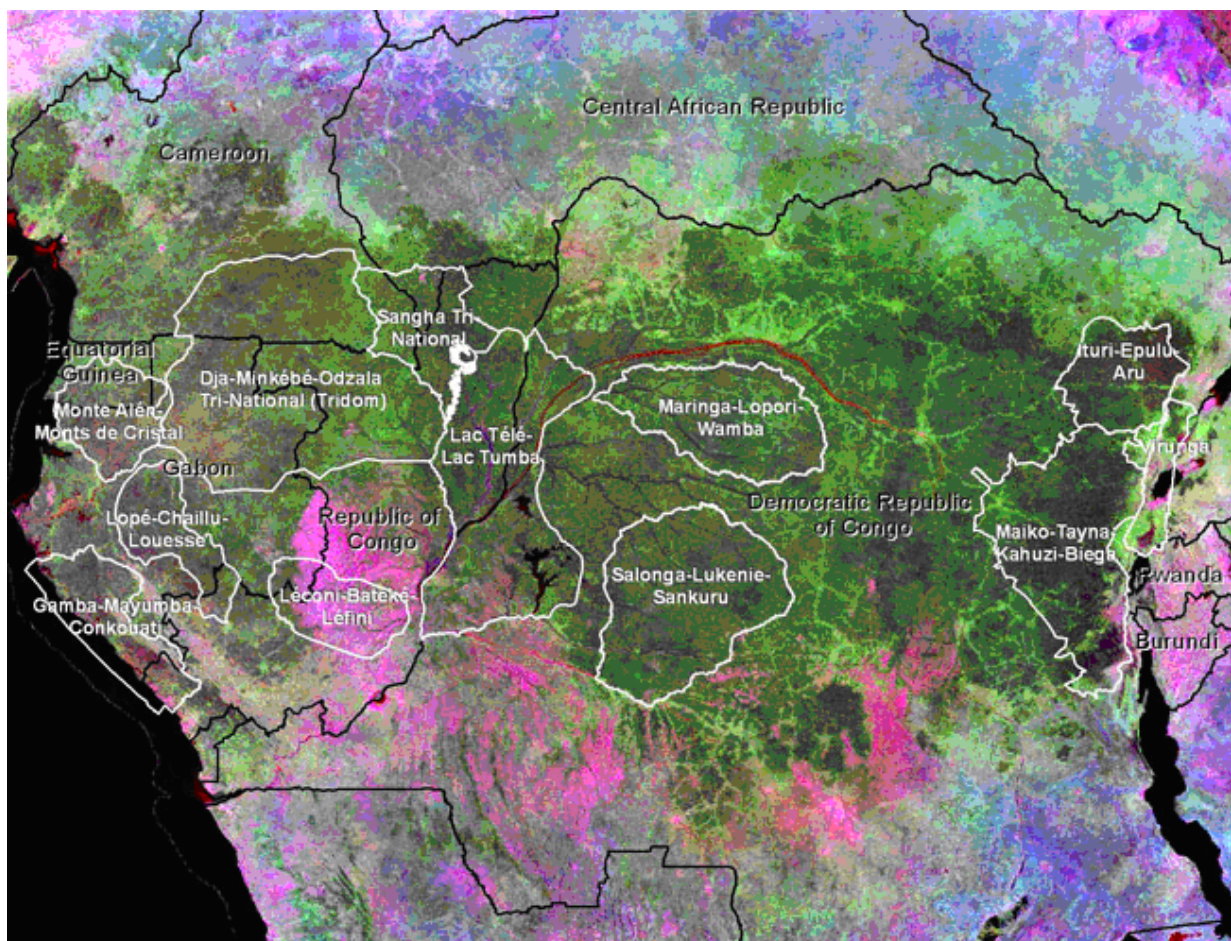 Central African Republic
Cameroon
Sangha Tri-
National
Equatorial
Guinea
Dja-Minkébé-Odzala
Tri-National (Tridom)
Ituri-Epulu
Aru
Monte Alén-
Monts de Cristal
Maringa-Lopori-
Wamba
Lac Télé-
Lac Tumba
Virunga
Gabon
Democratic Republic
of Congo
Lopé-Chaillu-
Louesse
Republic of
Congo
Maiko-Tayna-
Kahuzi-Biega
Salonga-Lukenie-
Sankuru
Rwanda
Gamba-Mayumba-
Conkouati
Léconi-Batéké-
Léfini
Burundi